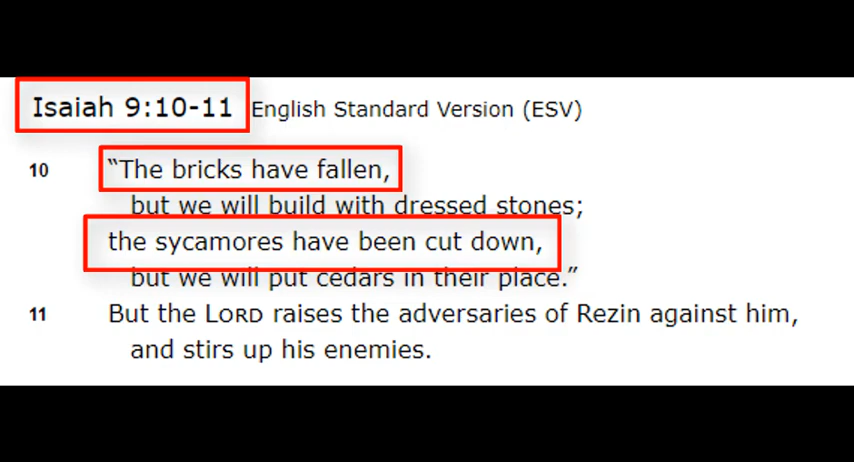 Isaiah 9:10-11 English Standard Version (ESV)
10 “The bricks have fallen,
but we will build with dressed stones;
the sycamores have been cut down,
but we will put cedars in their place.”
11 But the LORD raises the adversaries of Rezin against him,
and stirs up his enemies.